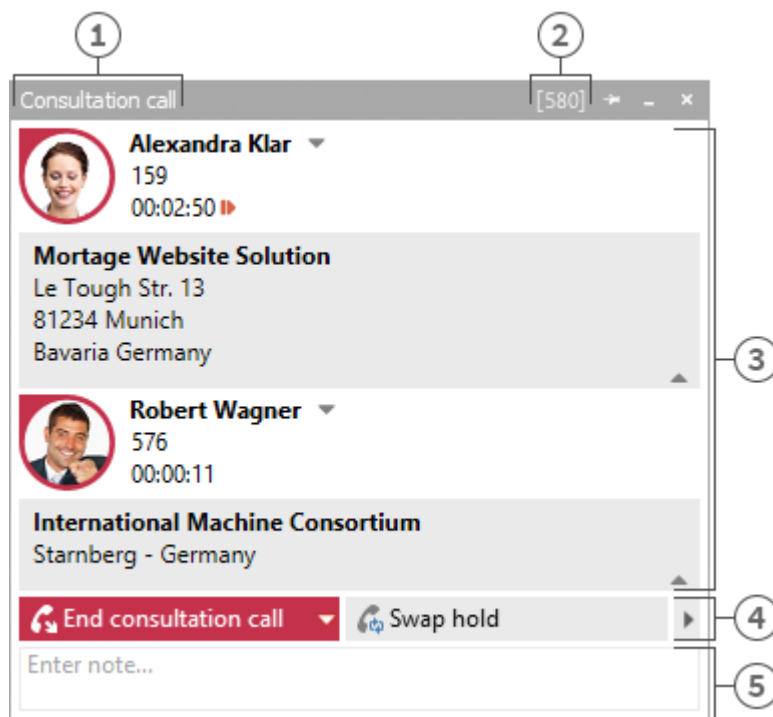 1
2
Consultation call [580]
Alexandra Klar
159
00:02:50
Mortage Website Solution
Le Tough Str. 13
81234 Munich
Bavaria Germany
3
Robert Wagner
576
00:00:11
International Machine Consortium
Starnberg - Germany
End consultation call Swap hold
4
Enter note...
5